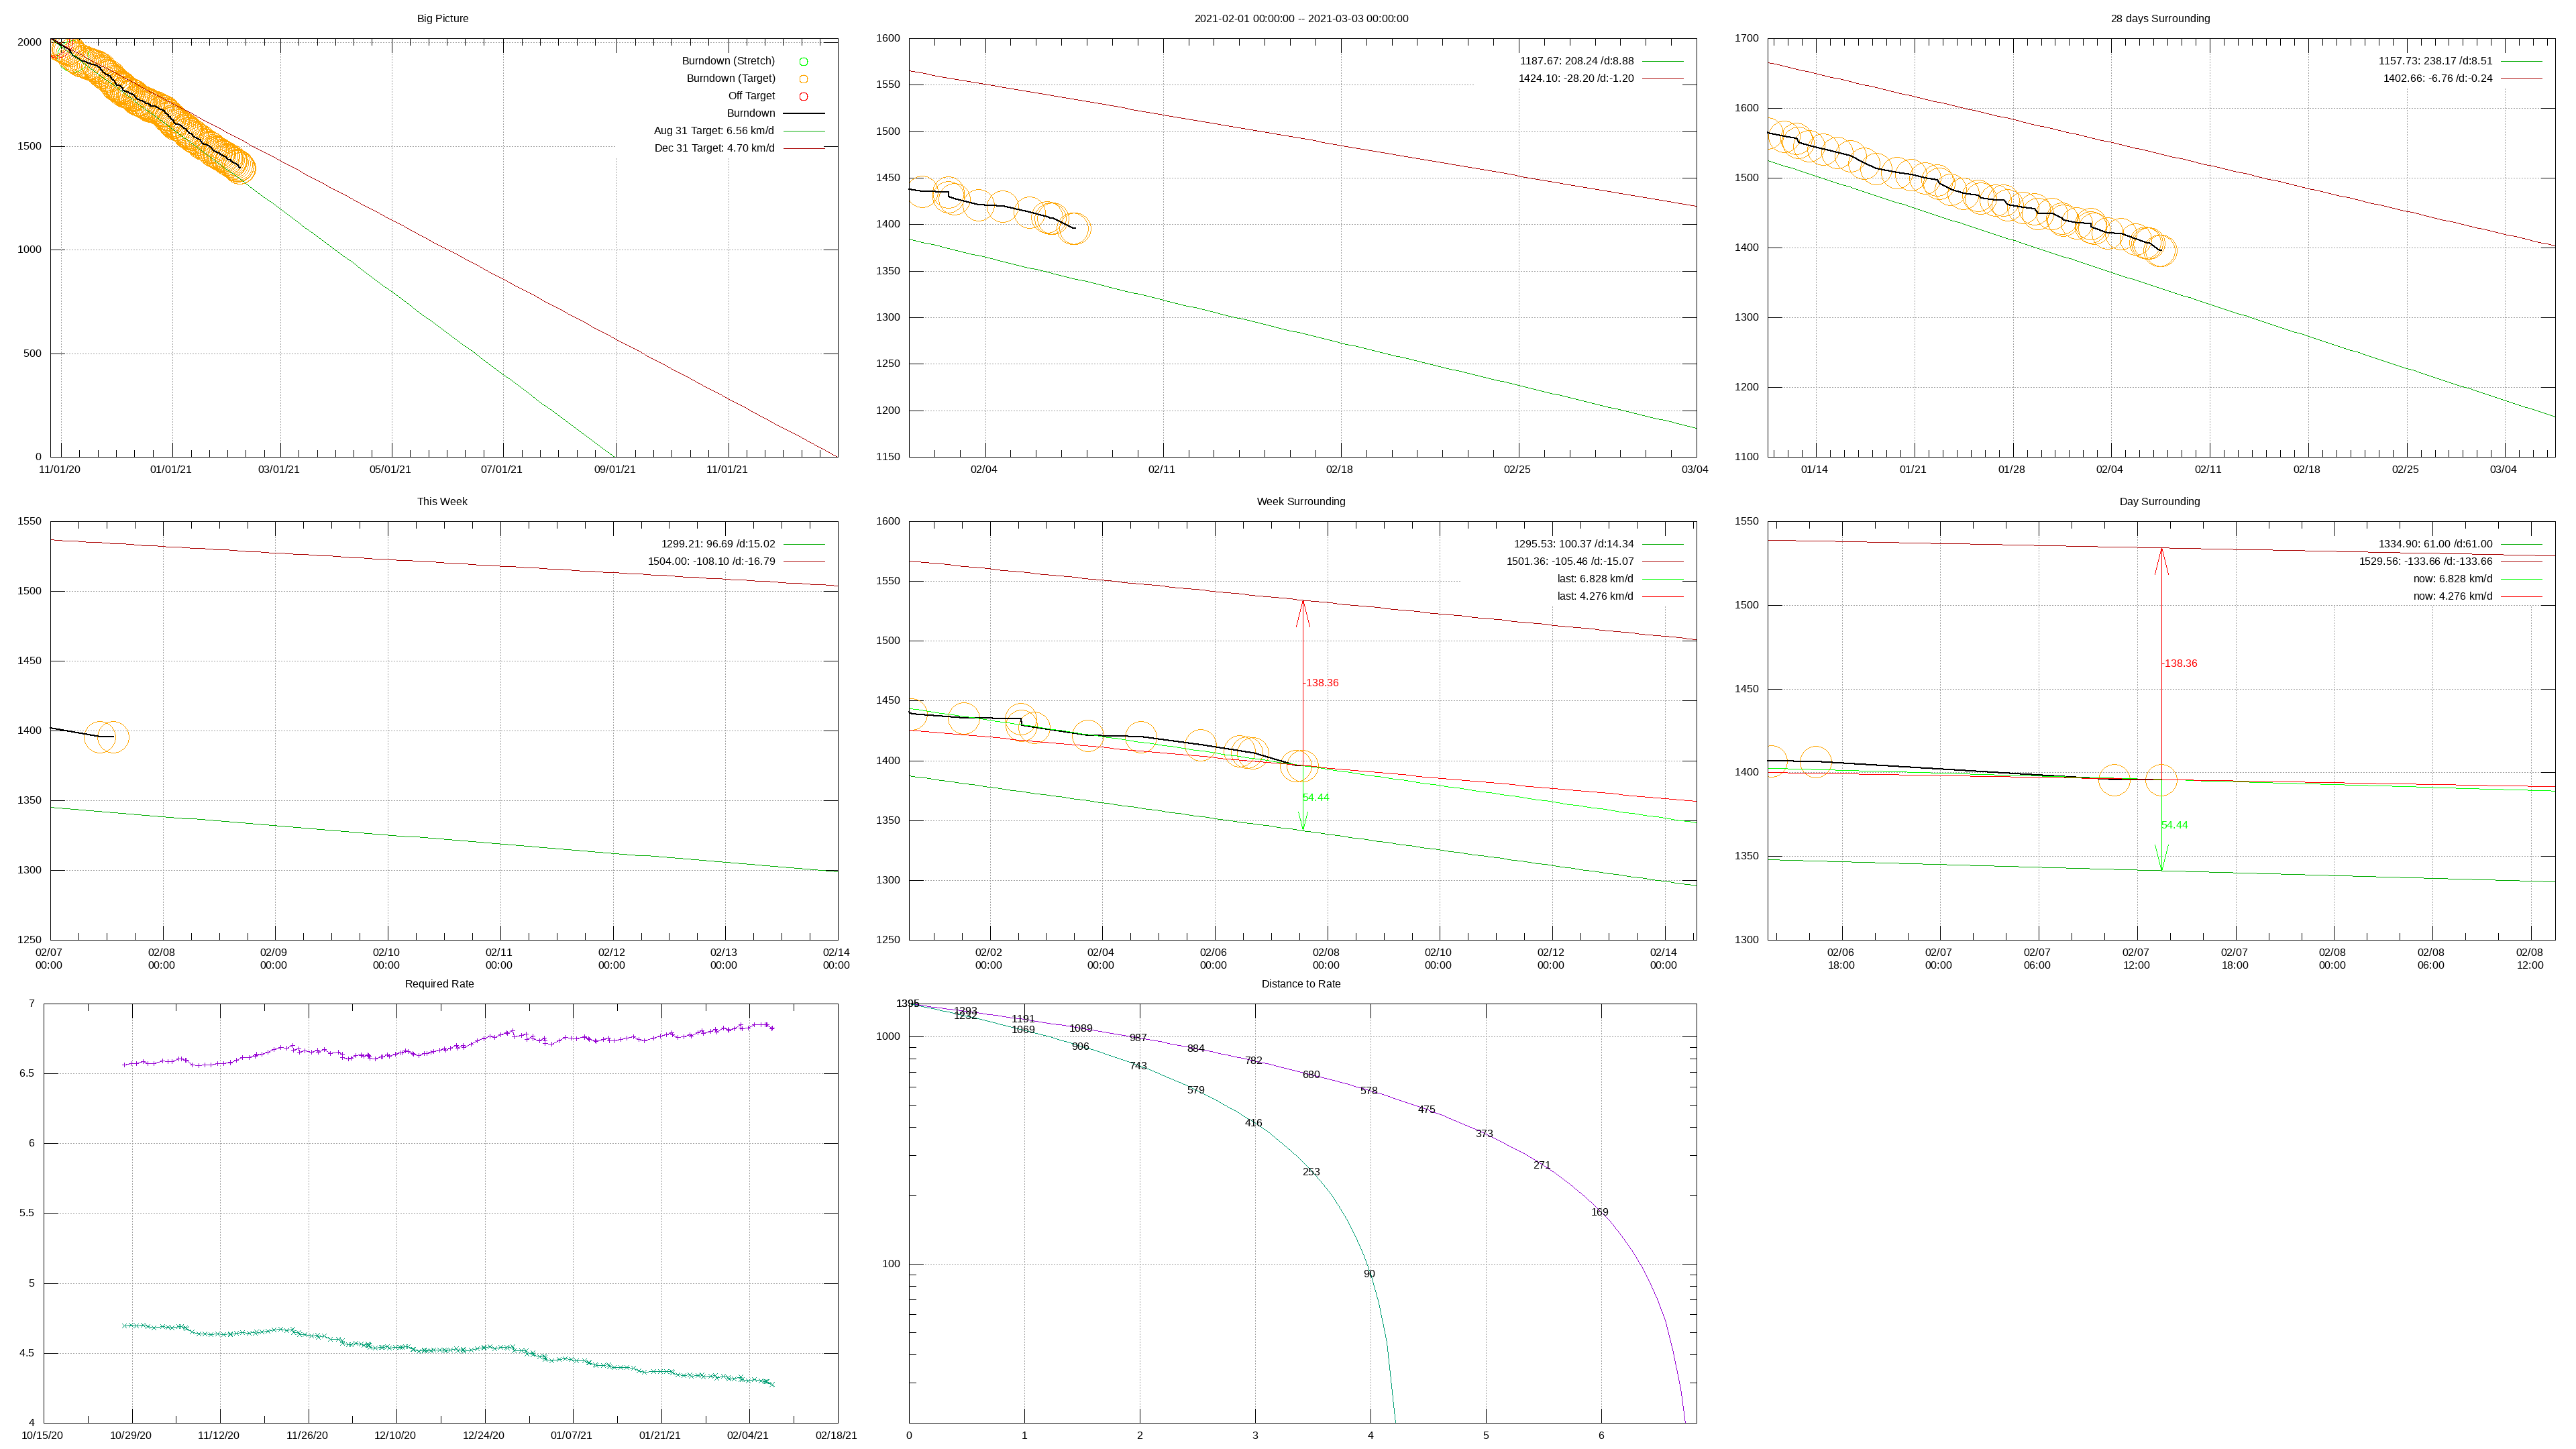 Big Picture
2000
1500
1000
500
0
11/01/20 01/01/21 03/01/21 05/01/21 07/01/21 09/01/21 11/01/21
Burndown (Stretch)
Burndown (Target)
Off Target
Burndown
Aug 31 Target: 6.56 km/d
Dec 31 Target: 4.70 km/d
2021-02-01 00:00:00 -- 2021-03-03 00:00:00
1600
1550
1500
1450
1400
1350
1300
1250
1200
1150
02/04 02/11 02/18 02/25 03/04
1187.67: 208.24 /d:8.88
1424.10: -28.20 /d:-1.20
28 days Surrounding
1700
1600
1500
1400
1300
1200
1100
01/14 01/21 01/28 02/04 02/11 02/18 02/25 03/04
1157.73: 238.17 /d:8.51
1402.66: -6.76 /d:-0.24
This Week
1550
1500
1450
1400
1350
1300
1250
02/07 02/08 02/09 02/10 02/11 02/12 02/13 02/14
00:00 00:00 00:00 00:00 00:00 00:00 00:00 00:00
1299.21: 96.69 /d:15.02
1504.00: -108.10 /d:-16.79
Week Surrounding
1600
1550
1500
1450
1400
1350
1300
1250
02/02 02/04 02/06 02/08 02/10 02/12 02/14
00:00 00:00 00:00 00:00 00:00 00:00 00:00
1295.53: 100.37 /d:14.34
1501.36: -105.46 /d:-15.07
last: 6.828 km/d
last: 4.276 km/d
-138.36
54.44
Day Surrounding
1550
1500
1450
1400
1350
1300
02/06 02/07 02/07 02/07 02/07 02/08 02/08 02/08
18:00 00:00 06:00 12:00 18:00 00:00 06:00 12:00
1334.90: 61.00 /d:61.00
1529.56: -133.66 /d:-133.66
now: 6.828 km/d
now: 4.276 km/d
-138.36
54.44
Required Rate
7
6.5
6
5.5
5
4.5
4
10/15/20 10/29/20 11/12/20 11/26/20 12/10/20 12/24/20 01/07/21 01/21/21 02/04/21 02/18/21
Distance to Rate
1000
100
0 1 2 3 4 5 6
1395
1293
1191
1089
987
884
782
680
578
475
373
271
169
1232
1069
906
743
579
416
253
90